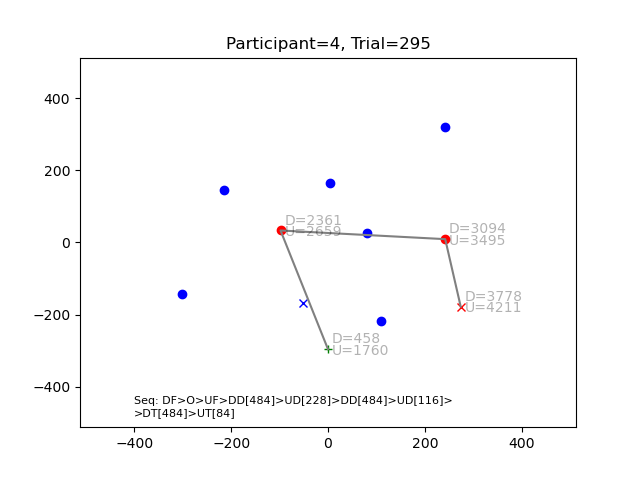 Participant=4, Trial=295
400
200
0
−200
−400
D=2361
U=2659
D=3094
U=3495
D=3778
U=4211
D=458
U=1760
Seq: DF>O>UF>DD[484]>UD[228]>DD[484]>UD[116]>
>DT[484]>UT[84]
−400
−200
0
200
400